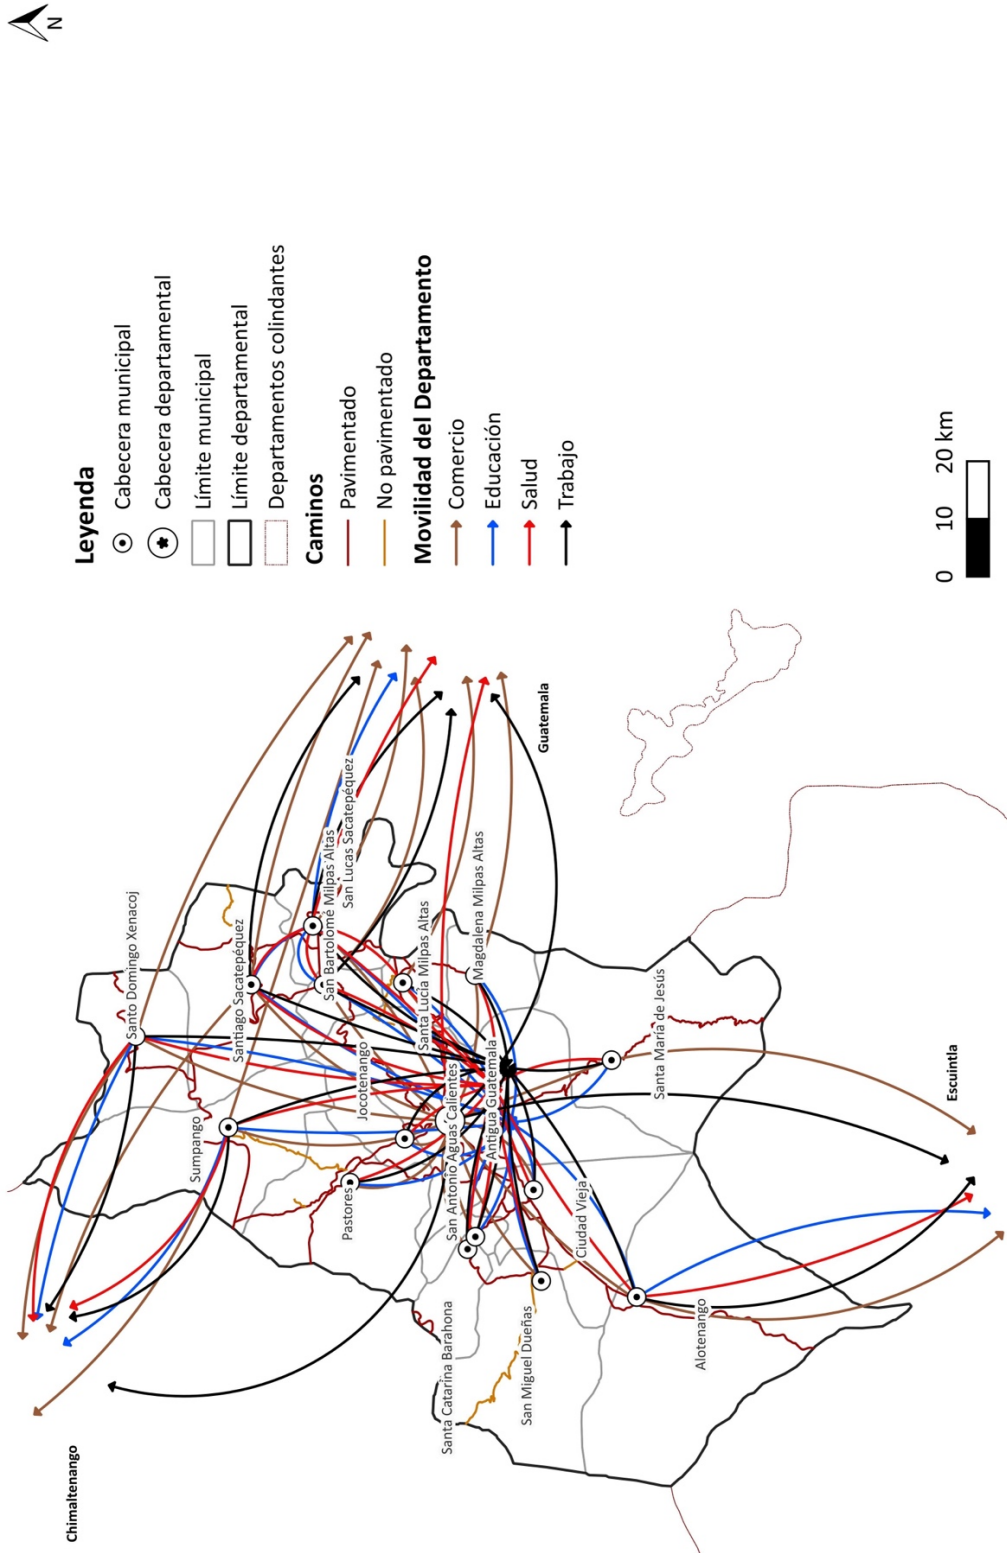 N
Leyenda
Cabecera municipal
Cabecera departamental
Límite municipal
Límite departamental
Departamentos colindantes
Caminos
Pavimentado
No pavimentado
Movilidad del Departamento
Comercio
Educación
Salud
Trabajo
0 10 20 km
Chimaltenango
Santo Domingo Xenacoj
Sumpango
Santiago Sacatepéquez
San Bartolomé Milpas Altas
San Lucas Sacatepéquez
Pastores
Jocotenango
Santa Lucía Milpas Altas
Santa Catarina Barahona
San Antonio Aguas Calientes
Antigua Guatemala
Magdalena Milpas Altas
Guatemala
San Miguel Dueñas
Ciudad Vieja
Santa María de Jesús
Alotenango
Escuintla